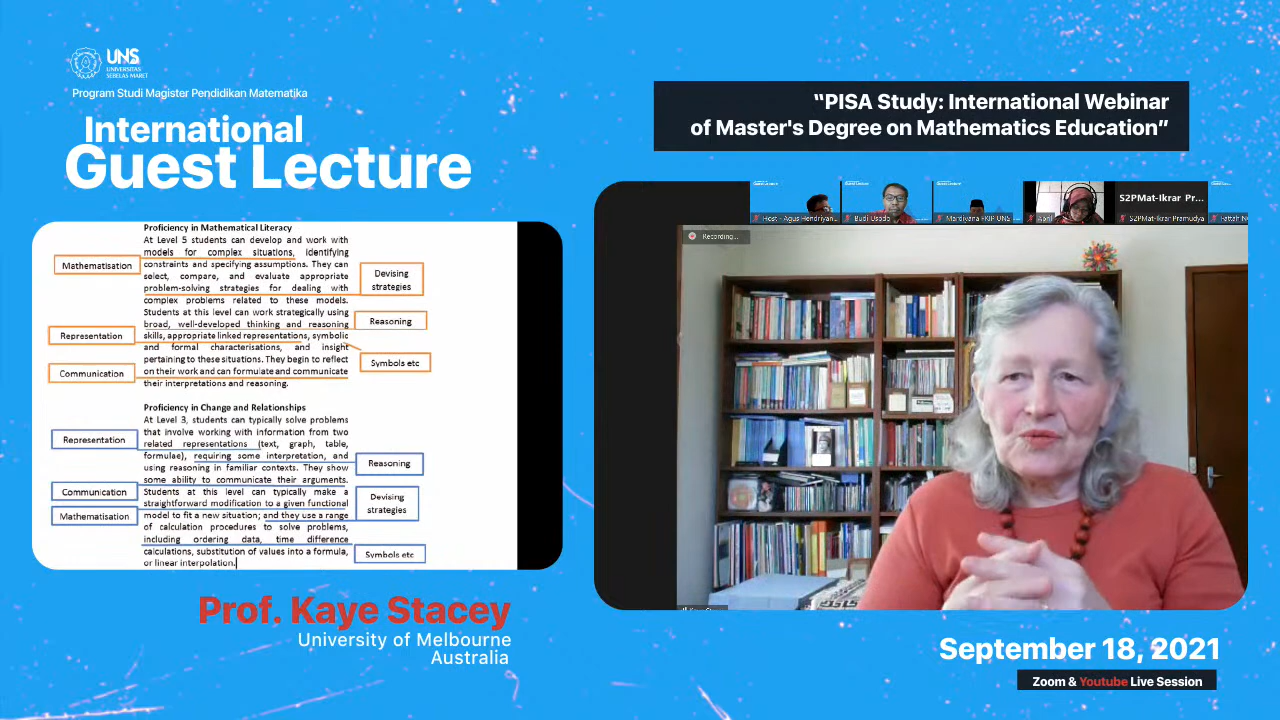 UNS
UNIVERSITAS
SEBELAS MARET
Program Studi Magister Pendidikan Matematika
International
Guest Lecture
"PISA Study: International Webinar
of Master's Degree on Mathematics Education"
Proficiency in Mathematical Literacy
At Level 5 students can develop and work with
models for complex situations, identifying
constraints and specifying assumptions. They can
select, compare, and evaluate appropriate
problem-solving strategies for dealing with
complex problems related to these models.
Students at this level can work strategically using
broad, well-developed thinking and reasoning
skills, appropriate linked representations, symbolic
and formal characterisations, and insight
pertaining to these situations. They begin to reflect
on their work and can formulate and communicate
their interpretations and reasoning.
Mathematisation
Representation
Communication
Devising
strategies
Reasoning
Symbols etc
Proficiency in Change and Relationships
At Level 3, students can typically solve problems
that involve working with information from two
related representations (text, graph, table,
formulae), requiring some interpretation, and
using reasoning in familiar contexts. They show
some ability to communicate their arguments.
Students at this level can typically make a
straightforward modification to a given functional
model to fit a new situation; and they use a range
of calculation procedures to solve problems,
including ordering data, time difference
calculations, substitution of values into a formula,
or linear interpolation.
Representation
Communication
Mathematisation
Reasoning
Devising
strategies
Symbols etc
Host - Agus Hendriyan...
Budi Usodo
Mardiyana FKIP UNS
April
S2PMat-Ikrar Pr...
S2PMat-Ikrar Pramudya
Recording...
Prof. Kaye Stacey
University of Melbourne
Australia
September 18, 2021
Zoom & Youtube Live Session